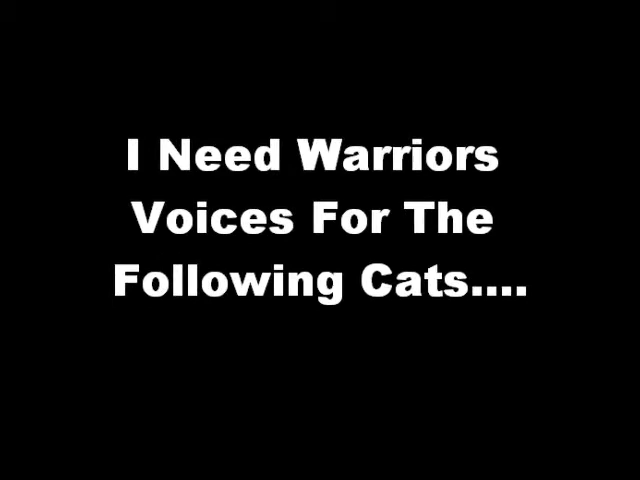 I Need Warriors
Voices For The
Following Cats....